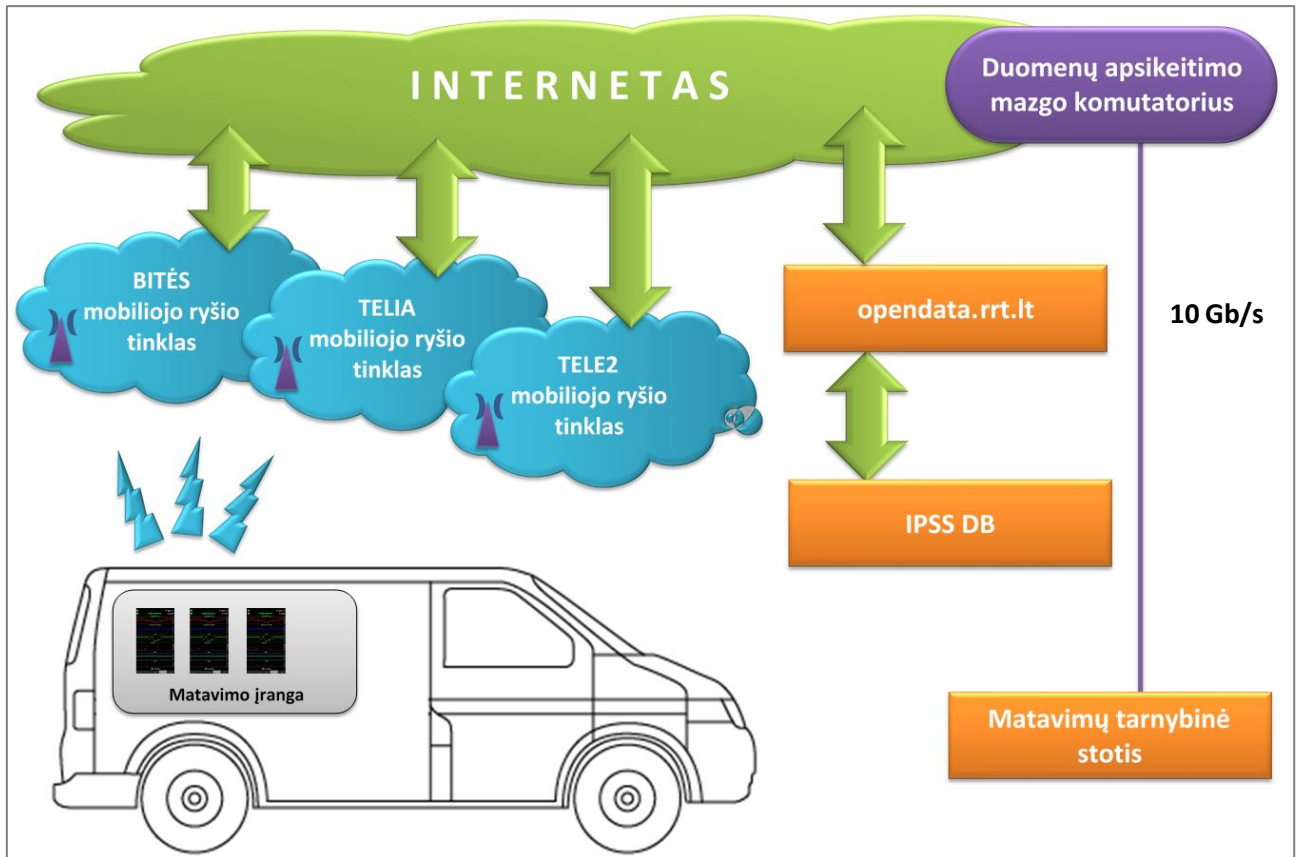 INTERNETAS
Duomenų apsikeitimo
mazgo komutatorius
BITĖS
mobiliojo ryšio
tinklas
TELIA
mobiliojo ryšio
tinklas
TELE2
mobiliojo ryšio
tinklas
opendata.rrt.lt
10 Gb/s
IPSS DB
Matavimo įranga
Matavimų tarnybinė
stotis